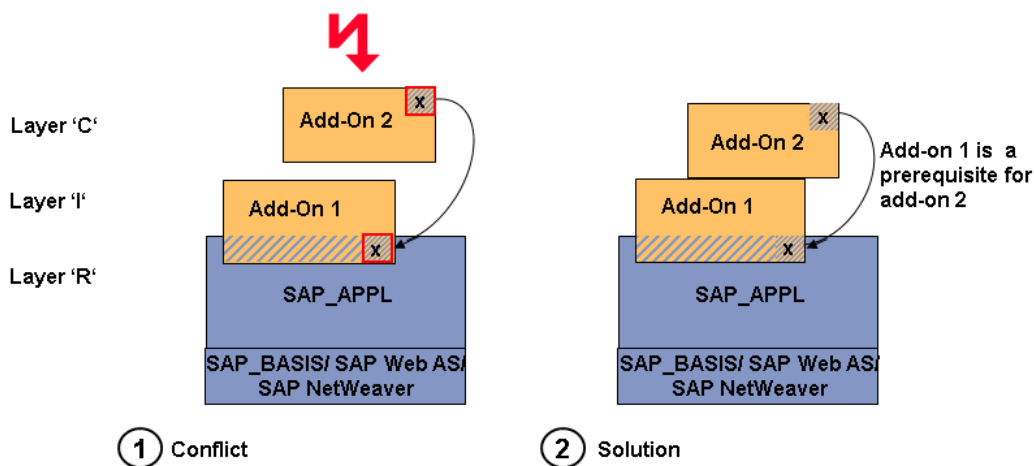 Layer ‘C‘
Layer ‘I‘
Layer ‘R‘
x
Add-On 2
Add-On 1
x
SAP_APPL
SAP_BASIS/ SAP Web AS/
SAP NetWeaver
1 Conflict
x
Add-On 2
Add-On 1
x
SAP_APPL
SAP_BASIS/ SAP Web AS/
SAP NetWeaver
Add-on 1 is a
prerequisite for
add-on 2
2 Solution